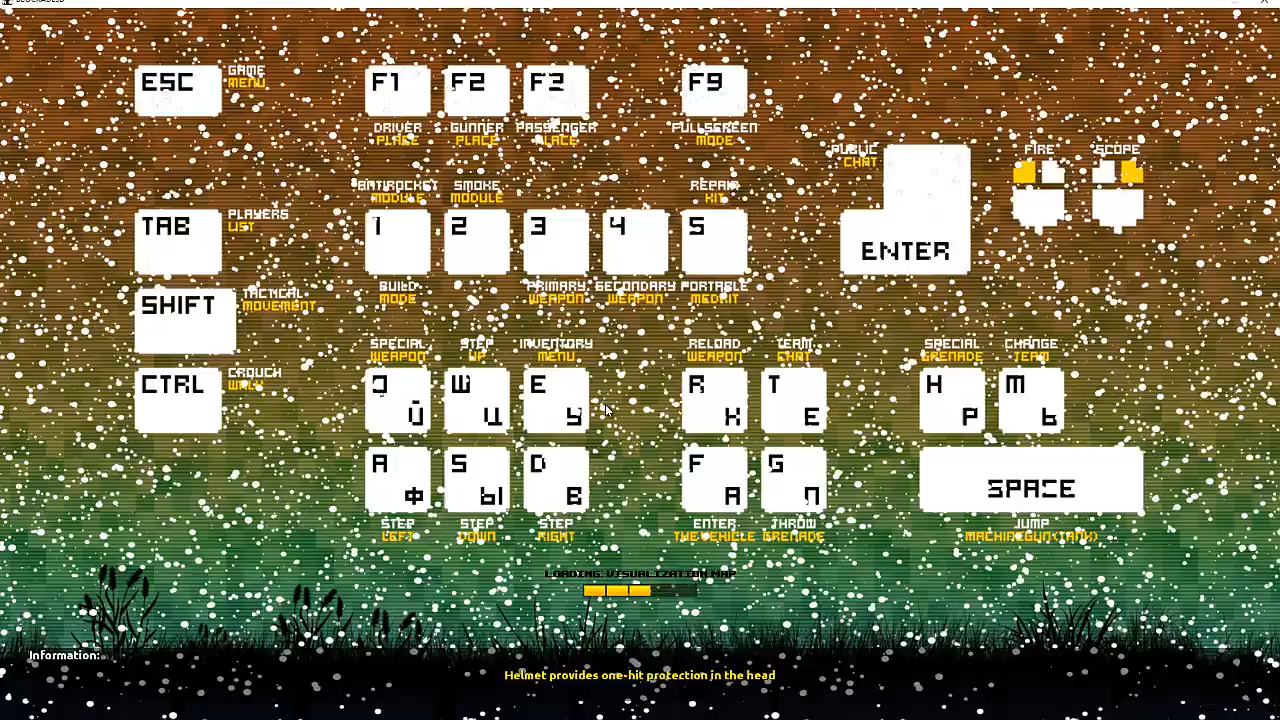 ESC
GAME
MENU
F1
F2
F3
F9
DRIVER
PLACE
GUNNER
PLACE
PASSENGER
PLACE
FULLSCREEN
MODE
PUBLIC
CHAT
FIRE
SCOPE
ANTIROCKET
MODULE
SMOKE
MODULE
REPAIR
KIT
TAB
PLAYERS
LIST
1
2
3
4
5
ENTER
BUILD
MODE
PRIMARY
WEAPON
SECONDARY
WEAPON
PORTABLE
MEDKIT
SHIFT
TACTICAL
MOVEMENT
SPECIAL
WEAPON
STEP
UP
INVENTORY
MENU
RELOAD
WEAPON
TEAM
CHAT
SPECIAL
GRENADE
CHANGE
TEAM
CTRL
CROUCH
WALK
Q Й
W Ц
E У
R К
T Е
H Р
M Ь
A Ф
S Ы
D В
F А
G П
SPACE
STEP
LEFT
STEP
DOWN
STEP
RIGHT
ENTER
THE VEHICLE
THROW
GRENADE
JUMP
MACHINEGUN(TANK)
LOADING VISUALIZATION MAP
Information:
Helmet provides one-hit protection in the head